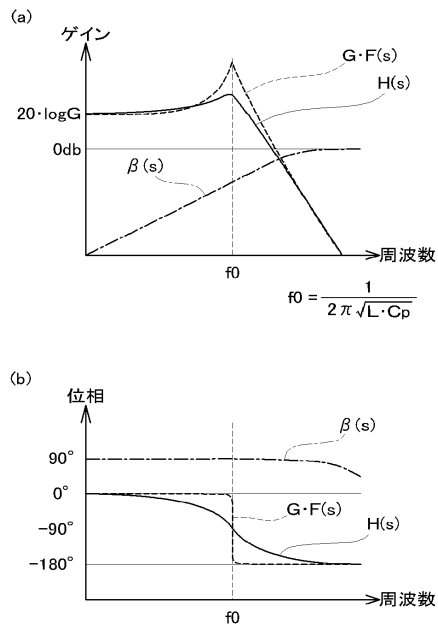 (a)
ゲイン
G・F(s)
H(s)
20・logG
0db
β(s)
周波数
f0
f0 = 1 / 2π√L・Cp
(b)
位相
β(s)
90°
0°
G・F(s)
H(s)
-90°
-180°
周波数
f0